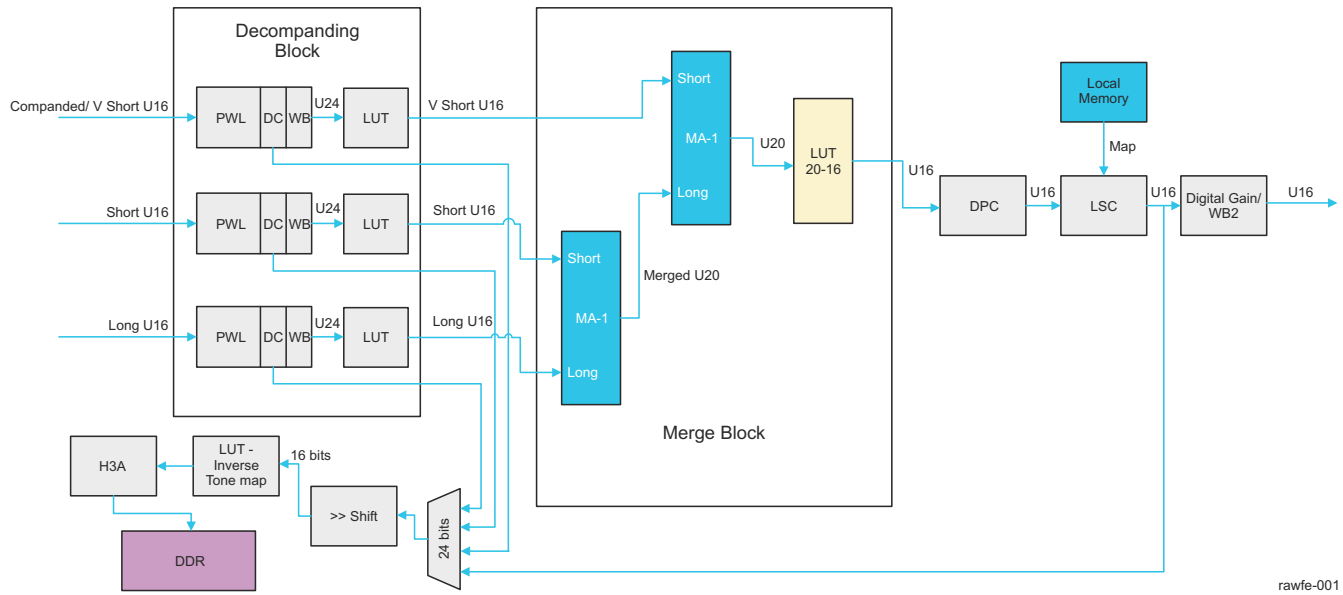 Decompanding
Block
Companded/ V Short U16
PWL
DC
WB
U24
LUT
V Short U16
Short U16
PWL
DC
WB
U24
LUT
Short U16
Long U16
PWL
DC
WB
U24
LUT
Long U16
Short
MA-1
Long
Merged U20
Short
MA-1
Long
U20
LUT
20-16
Merge Block
U16
DPC
U16
Local
Memory
Map
LSC
U16
Digital Gain/
WB2
U16
H3A
LUT -
Inverse
Tone map
16 bits
>> Shift
24 bits
DDR
rawfe-001